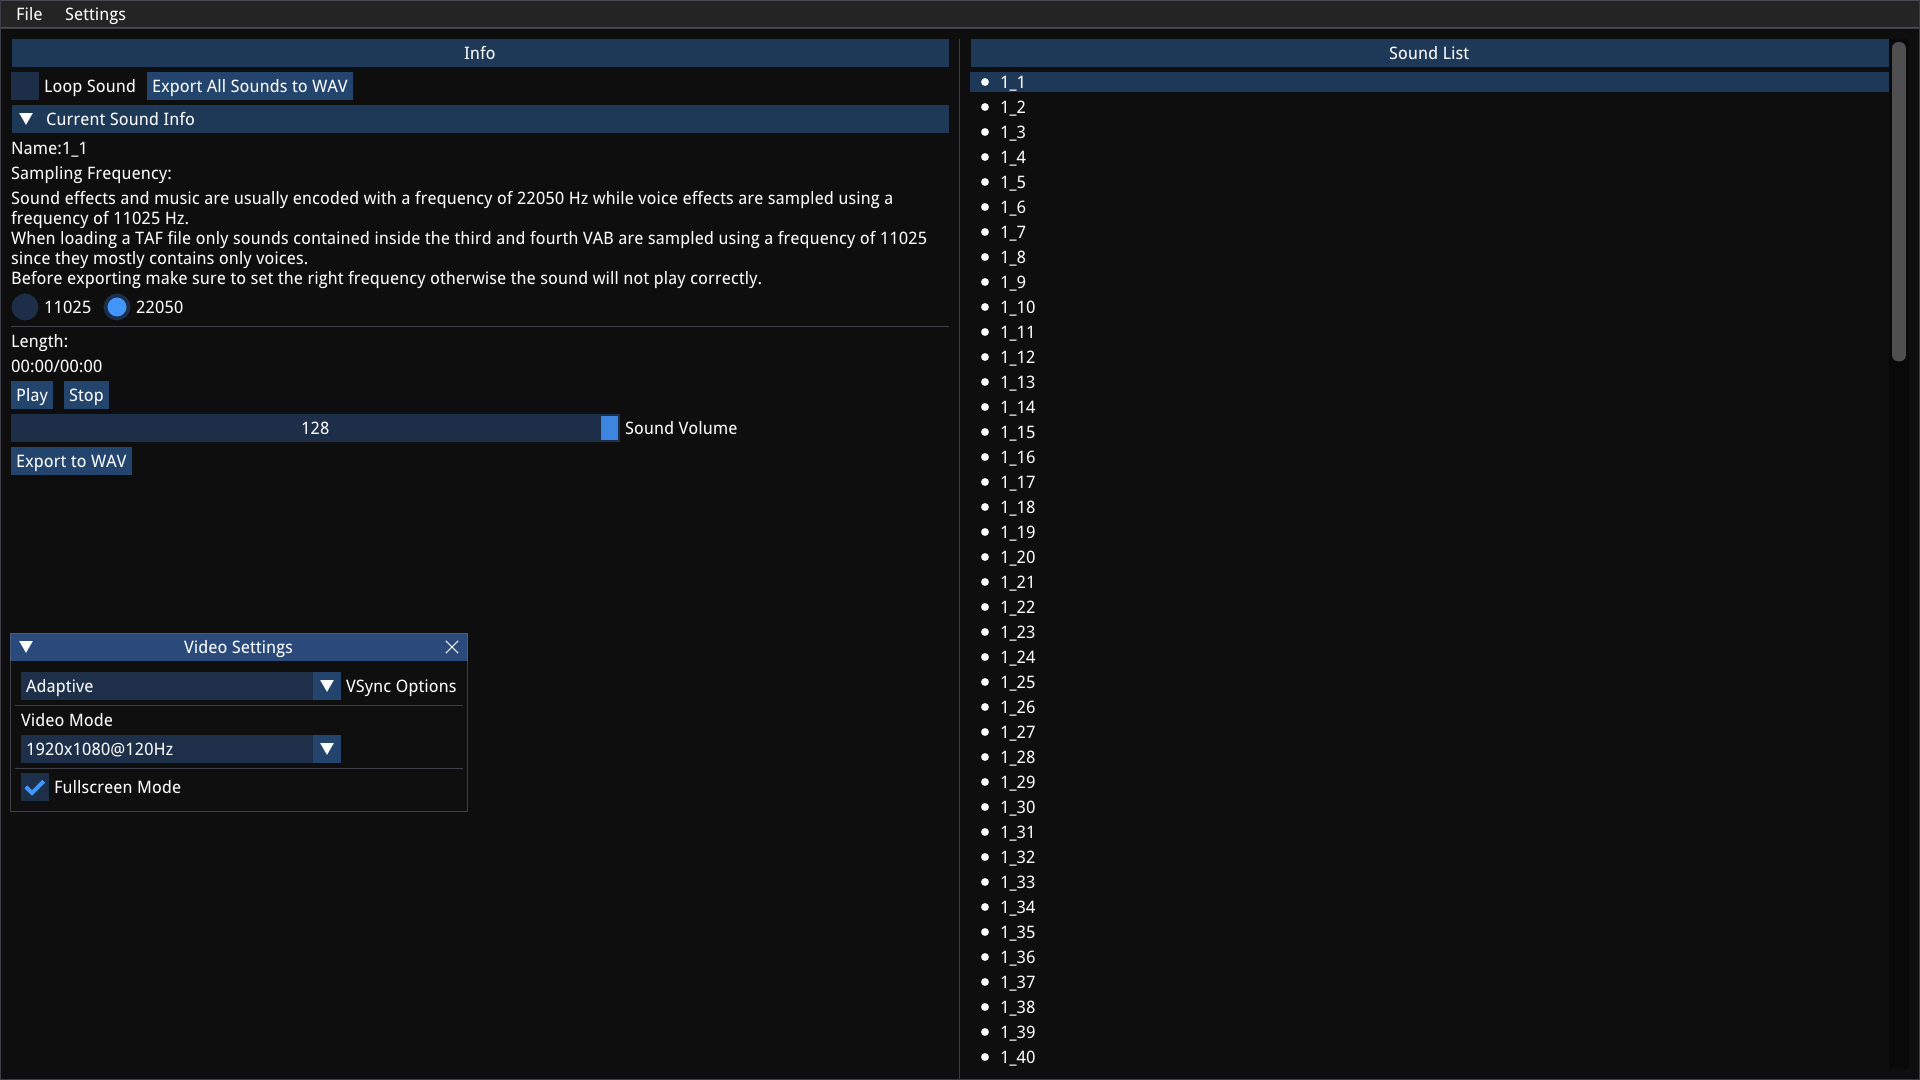 File Settings
Info
Loop Sound Export All Sounds to WAV
Current Sound Info
Name:1_1
Sampling Frequency:
Sound effects and music are usually encoded with a frequency of 22050 Hz while voice effects are sampled using a
frequency of 11025 Hz.
When loading a TAF file only sounds contained inside the third and fourth VAB are sampled using a frequency of 11025
since they mostly contains only voices.
Before exporting make sure to set the right frequency otherwise the sound will not play correctly.
11025 22050
Length:
00:00/00:00
Play Stop
128 Sound Volume
Export to WAV
Video Settings
Adaptive VSync Options
Video Mode
1920x1080@120Hz
Fullscreen Mode
Sound List
1_1
1_2
1_3
1_4
1_5
1_6
1_7
1_8
1_9
1_10
1_11
1_12
1_13
1_14
1_15
1_16
1_17
1_18
1_19
1_20
1_21
1_22
1_23
1_24
1_25
1_26
1_27
1_28
1_29
1_30
1_31
1_32
1_33
1_34
1_35
1_36
1_37
1_38
1_39
1_40